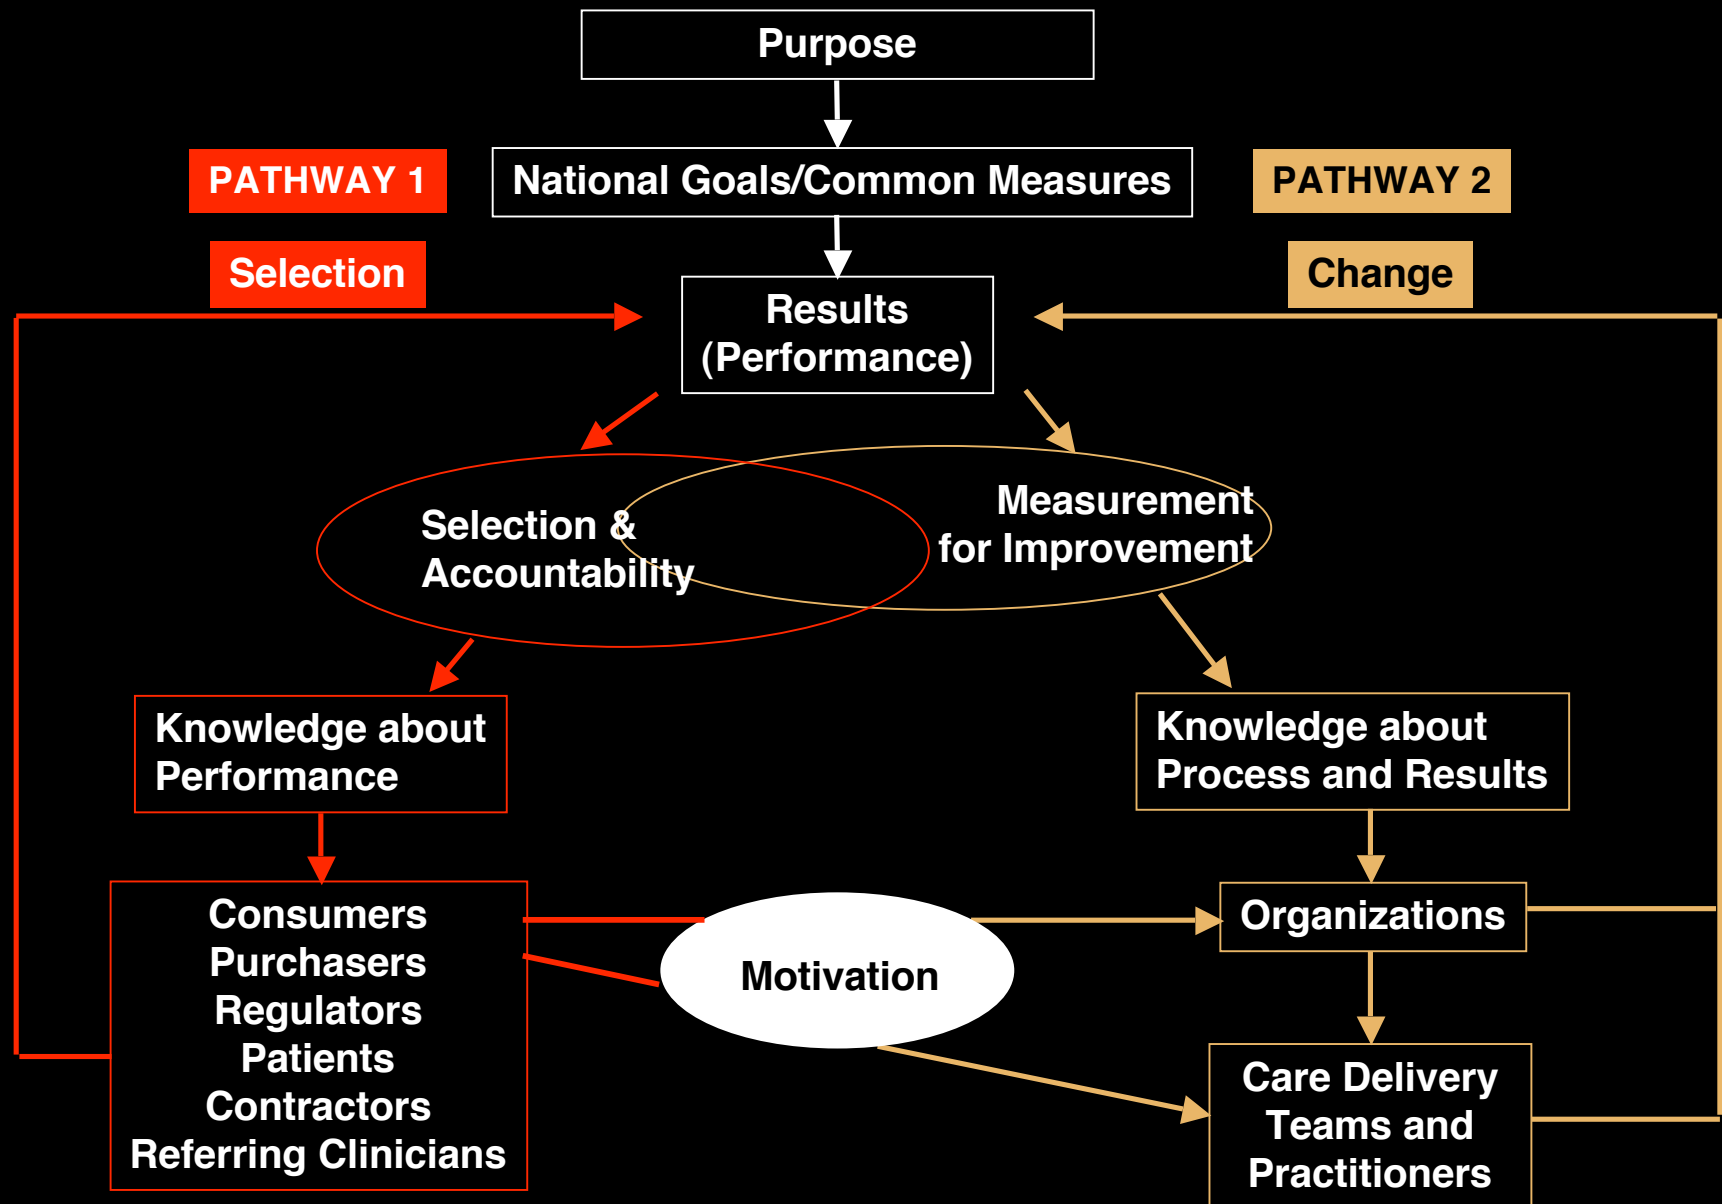 Purpose
PATHWAY 1
National Goals/Common Measures
PATHWAY 2
Selection
Change
Results
(Performance)
Selection &
Accountability
Measurement
for Improvement
Knowledge about
Performance
Knowledge about
Process and Results
Consumers
Purchasers
Regulators
Patients
Contractors
Referring Clinicians
Motivation
Organizations
Care Delivery
Teams and
Practitioners